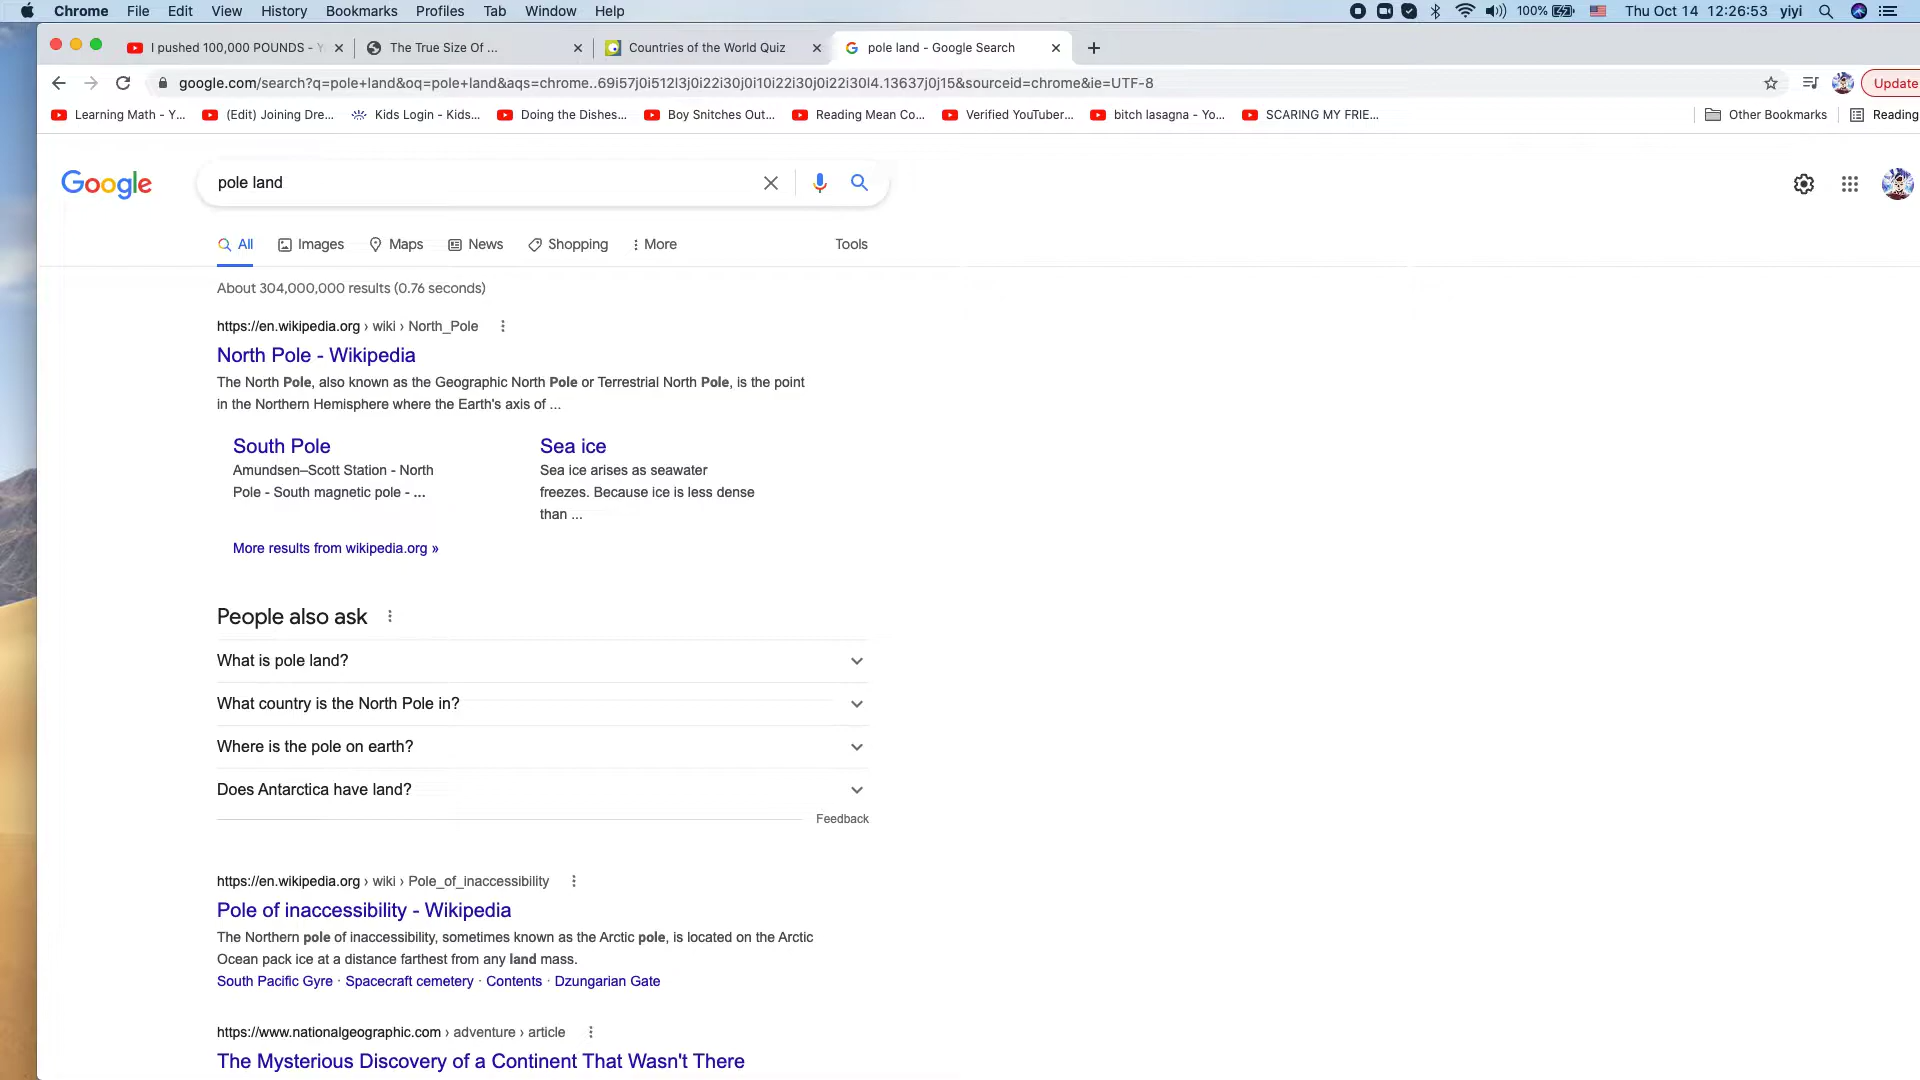 Chrome File Edit View History Bookmarks Profiles Tab Window Help 100% Thu Oct 14 12:26:53 yiyi
I pushed 100,000 POUNDS - The True Size Of ... Countries of the World Quiz pole land - Google Search
google.com/search?q=pole+land&oq=pole+land&aqs=chrome..69i57j0i512l3j0i22i30j0i10i22i30j0i22i30l4.13637j0j15&sourceid=chrome&ie=UTF-8 Update
Learning Math - Y... (Edit) Joining Dre... Kids Login - Kids... Doing the Dishes... Boy Snitches Out... Reading Mean Co... Verified YouTuber... bitch lasagna - Yo... SCARING MY FRIE... Other Bookmarks Reading
Google pole land
All Images Maps News Shopping More Tools
About 304,000,000 results (0.76 seconds)
https://en.wikipedia.org › wiki › North_Pole
North Pole - Wikipedia
The North Pole, also known as the Geographic North Pole or Terrestrial North Pole, is the point
in the Northern Hemisphere where the Earth's axis of ...
South Pole
Amundsen–Scott Station - North
Pole - South magnetic pole - ...
Sea ice
Sea ice arises as seawater
freezes. Because ice is less dense
than ...
More results from wikipedia.org »
People also ask
What is pole land?
What country is the North Pole in?
Where is the pole on earth?
Does Antarctica have land?
Feedback
https://en.wikipedia.org › wiki › Pole_of_inaccessibility
Pole of inaccessibility - Wikipedia
The Northern pole of inaccessibility, sometimes known as the Arctic pole, is located on the Arctic
Ocean pack ice at a distance farthest from any land mass.
South Pacific Gyre · Spacecraft cemetery · Contents · Dzungarian Gate
https://www.nationalgeographic.com › adventure › article
The Mysterious Discovery of a Continent That Wasn't There